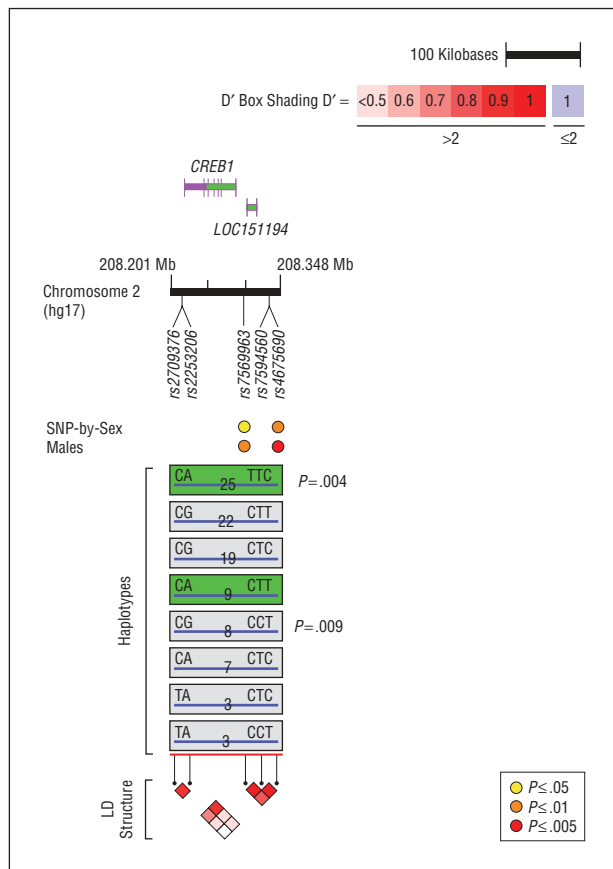 100 Kilobases
D′ Box Shading D′ = <0.5 0.6 0.7 0.8 0.9 1 1
>2 ≤2
CREB1
LOC151194
208.201 Mb 208.348 Mb
Chromosome 2
(hg17)
rs2709376
rs2253206
rs7569963
rs7594560
rs4675690
SNP-by-Sex
Males
Haplotypes
CA 25 TTC P=.004
CG 22 CTT
CG 19 CTC
CA 9 CTT
CG 8 CCT P=.009
CA 7 CTC
TA 3 CTC
TA 3 CCT
LD
Structure
P≤.05
P≤.01
P≤.005